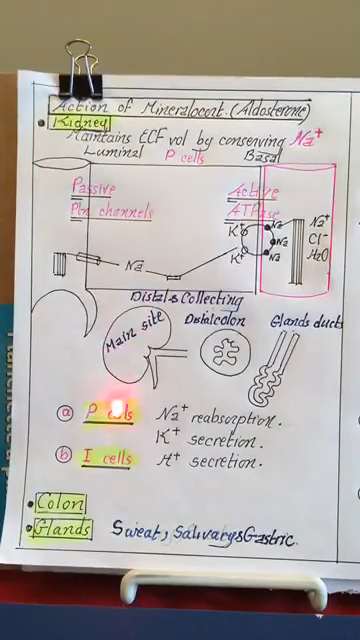 Action of Mineralocort. (Aldosterone)
• Kidney
Maintains ECF vol by conserving Na+
Luminal P cells Basal
Passive Active
Ptn channels ATPase
K+ Na Na+
Na Cl-
K+ Na H2O
Na
Distal & Collecting
Main site Distal colon Glands ducts
(a) P cells Na+ reabsorption.
K+ secretion.
(b) I cells H+ secretion.
• Colon
• Glands Sweat, Salivary & Gastric